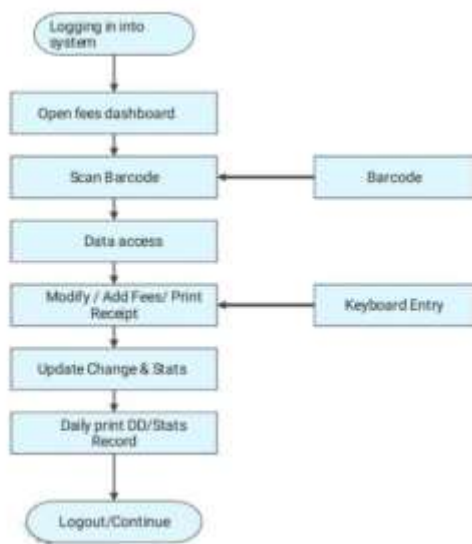 Logging in into
system
Open fees dashboard
Scan Barcode
Barcode
Data access
Modify / Add Fees/ Print
Receipt
Keyboard Entry
Update Change & Stats
Daily print DD/Stats
Record
Logout/Continue